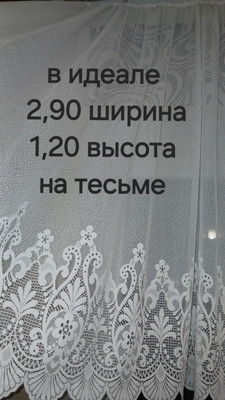 в идеале
2,90 ширина
1,20 высота
на тесьме